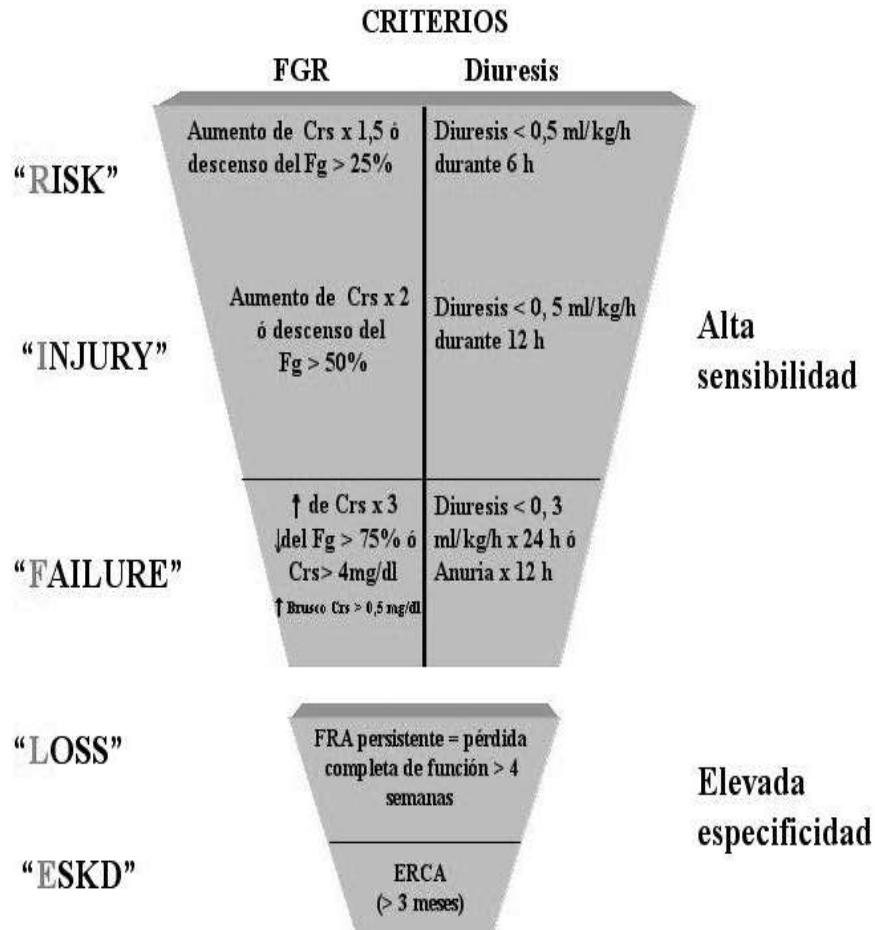 CRITERIOS
FGR
Diuresis
"RISK"
Aumento de Crs x 1,5 ó
descenso del Fg > 25%
Diuresis < 0,5 ml/kg/h
durante 6 h
"INJURY"
Aumento de Crs x 2
ó descenso del
Fg > 50%
Diuresis < 0, 5 ml/kg/h
durante 12 h
Alta
sensibilidad
"FAILURE"
↑ de Crs x 3
↓del Fg > 75% ó
Crs> 4mg/dl
↑ Brusco Crs > 0,5 mg/dl
Diuresis < 0, 3
ml/kg/h x 24 h ó
Anuria x 12 h
"LOSS"
FRA persistente = pérdida
completa de función > 4
semanas
"ESKD"
ERCA
(> 3 meses)
Elevada
especificidad